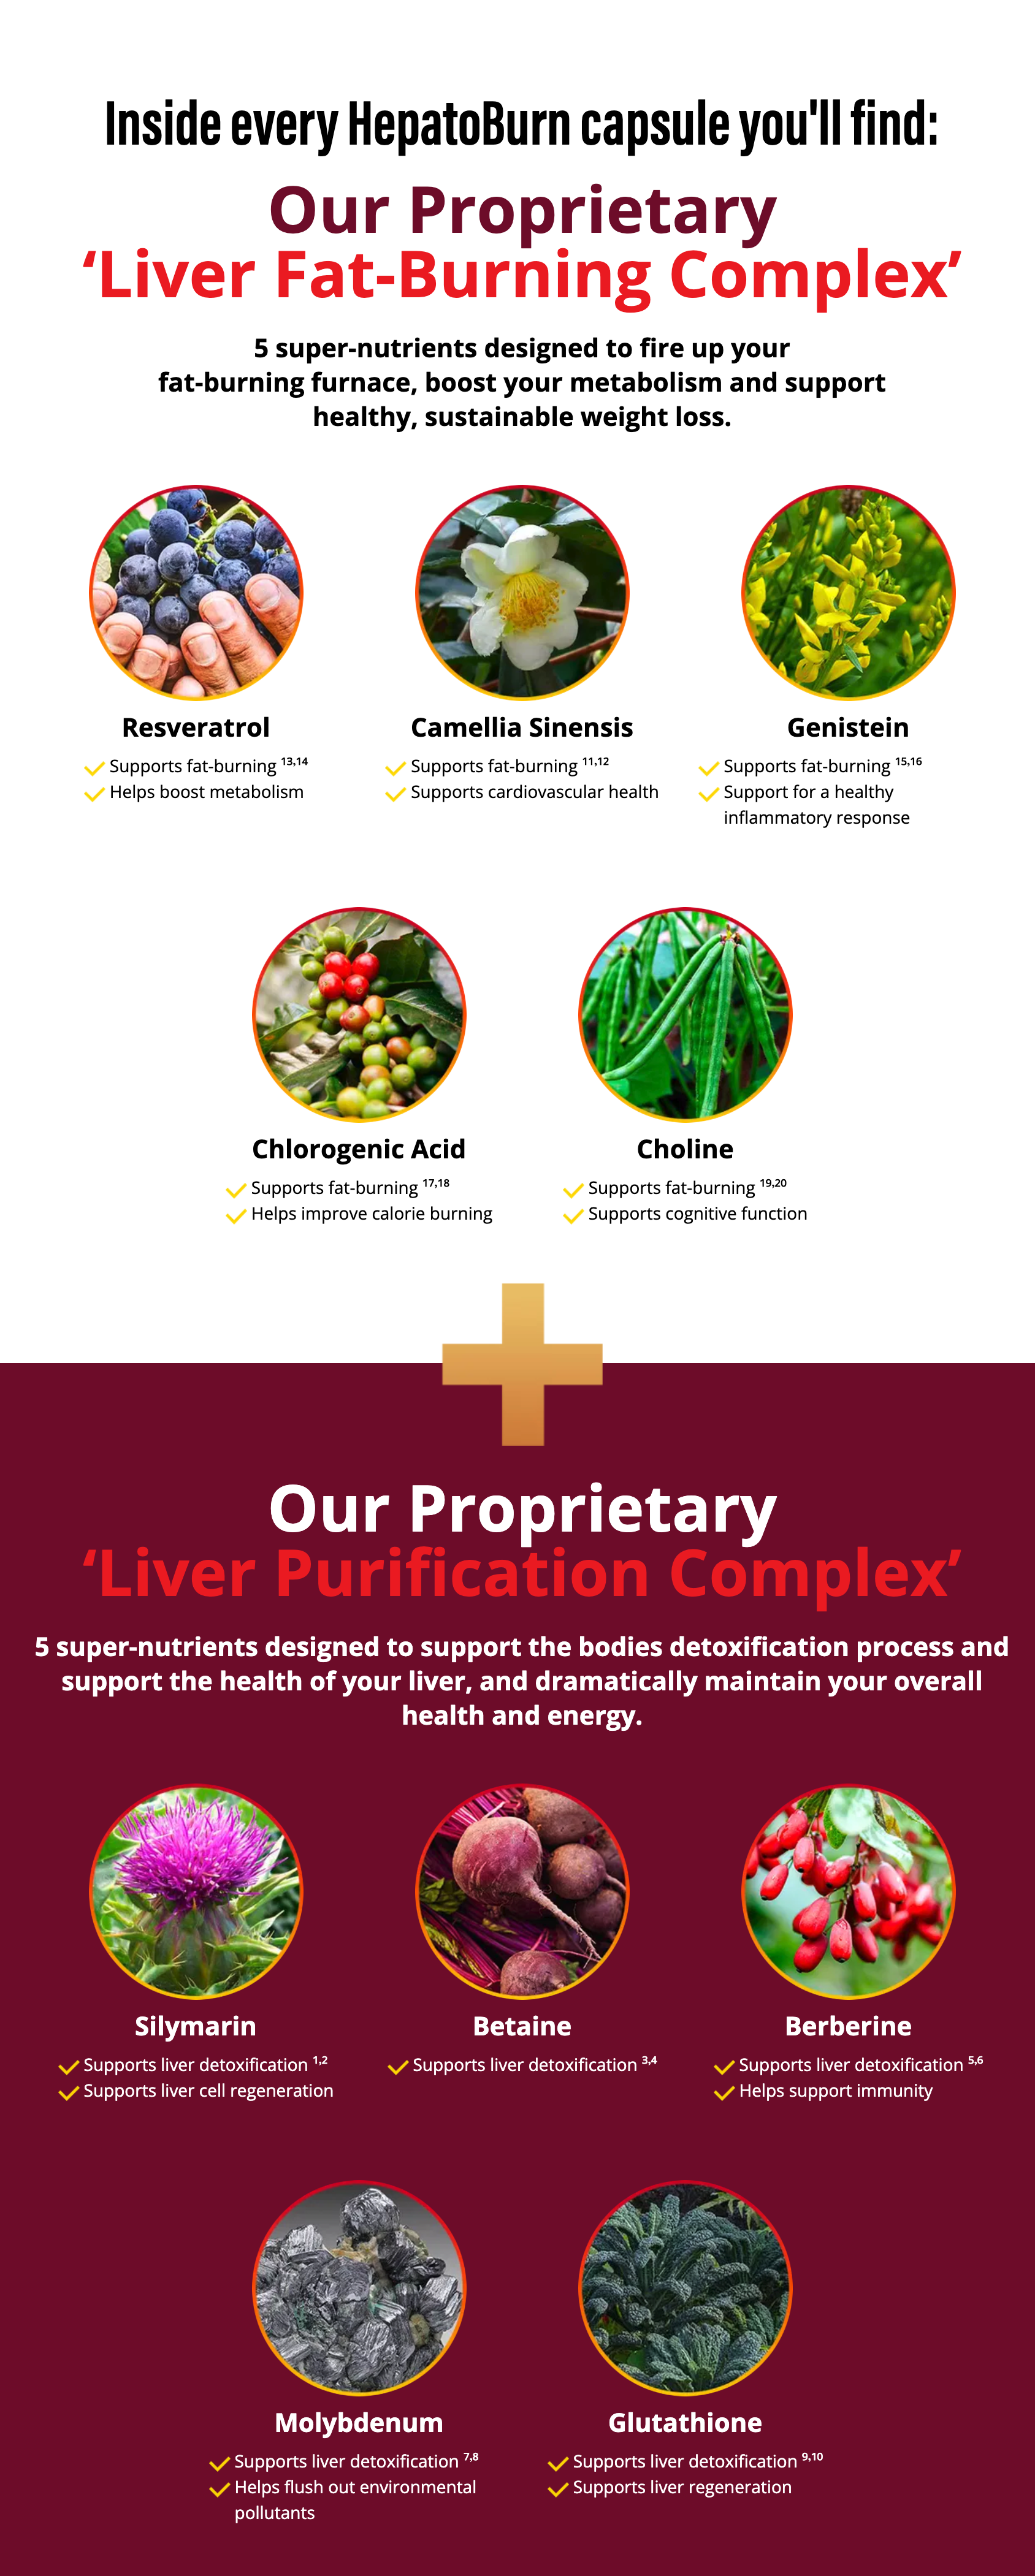 Inside every HepatoBurn capsule you'll find:
Our Proprietary
‘Liver Fat-Burning Complex’
5 super-nutrients designed to fire up your
fat-burning furnace, boost your metabolism and support
healthy, sustainable weight loss.
Resveratrol
Supports fat-burning 13,14
Helps boost metabolism
Camellia Sinensis
Supports fat-burning 11,12
Supports cardiovascular health
Genistein
Supports fat-burning 15,16
Support for a healthy
inflammatory response
Chlorogenic Acid
Supports fat-burning 17,18
Helps improve calorie burning
Choline
Supports fat-burning 19,20
Supports cognitive function
Our Proprietary
‘Liver Purification Complex’
5 super-nutrients designed to support the bodies detoxification process and
support the health of your liver, and dramatically maintain your overall
health and energy.
Silymarin
Supports liver detoxification 1,2
Supports liver cell regeneration
Betaine
Supports liver detoxification 3,4
Berberine
Supports liver detoxification 5,6
Helps support immunity
Molybdenum
Supports liver detoxification 7,8
Helps flush out environmental
pollutants
Glutathione
Supports liver detoxification 9,10
Supports liver regeneration